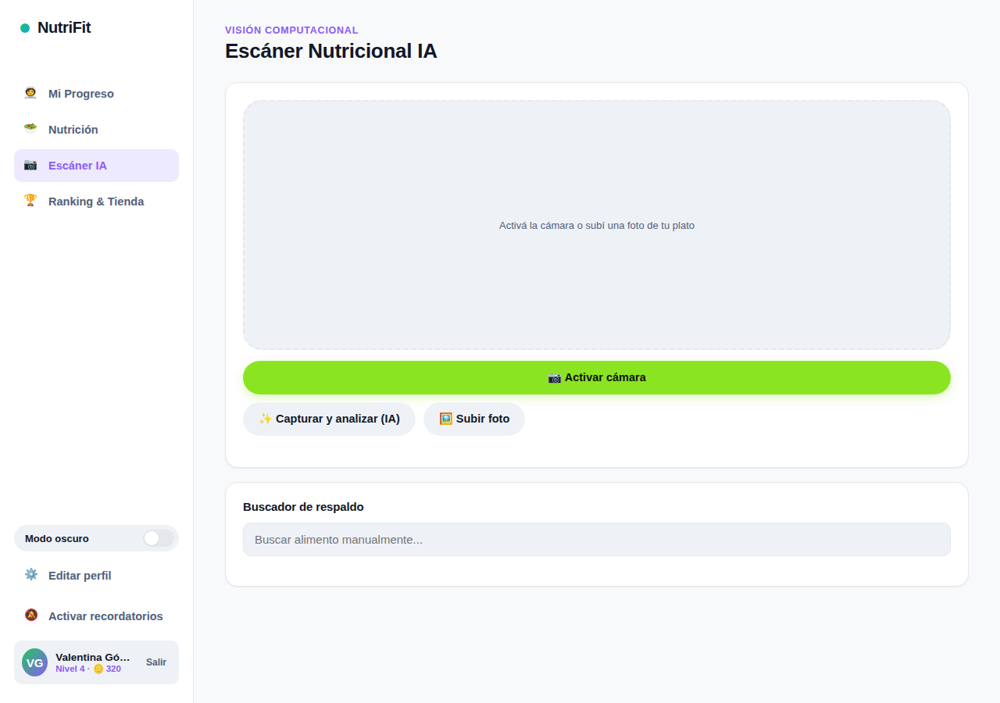 NutriFit
Mi Progreso
Nutrición
Escáner IA
Ranking & Tienda
Modo oscuro
Editar perfil
Activar recordatorios
VG
Valentina Gó...
Nivel 4 · 🪙 320
Salir
VISIÓN COMPUTACIONAL
Escáner Nutricional IA
Activá la cámara o subí una foto de tu plato
📷 Activar cámara
✨ Capturar y analizar (IA)
🖼️ Subir foto
Buscador de respaldo
Buscar alimento manualmente...